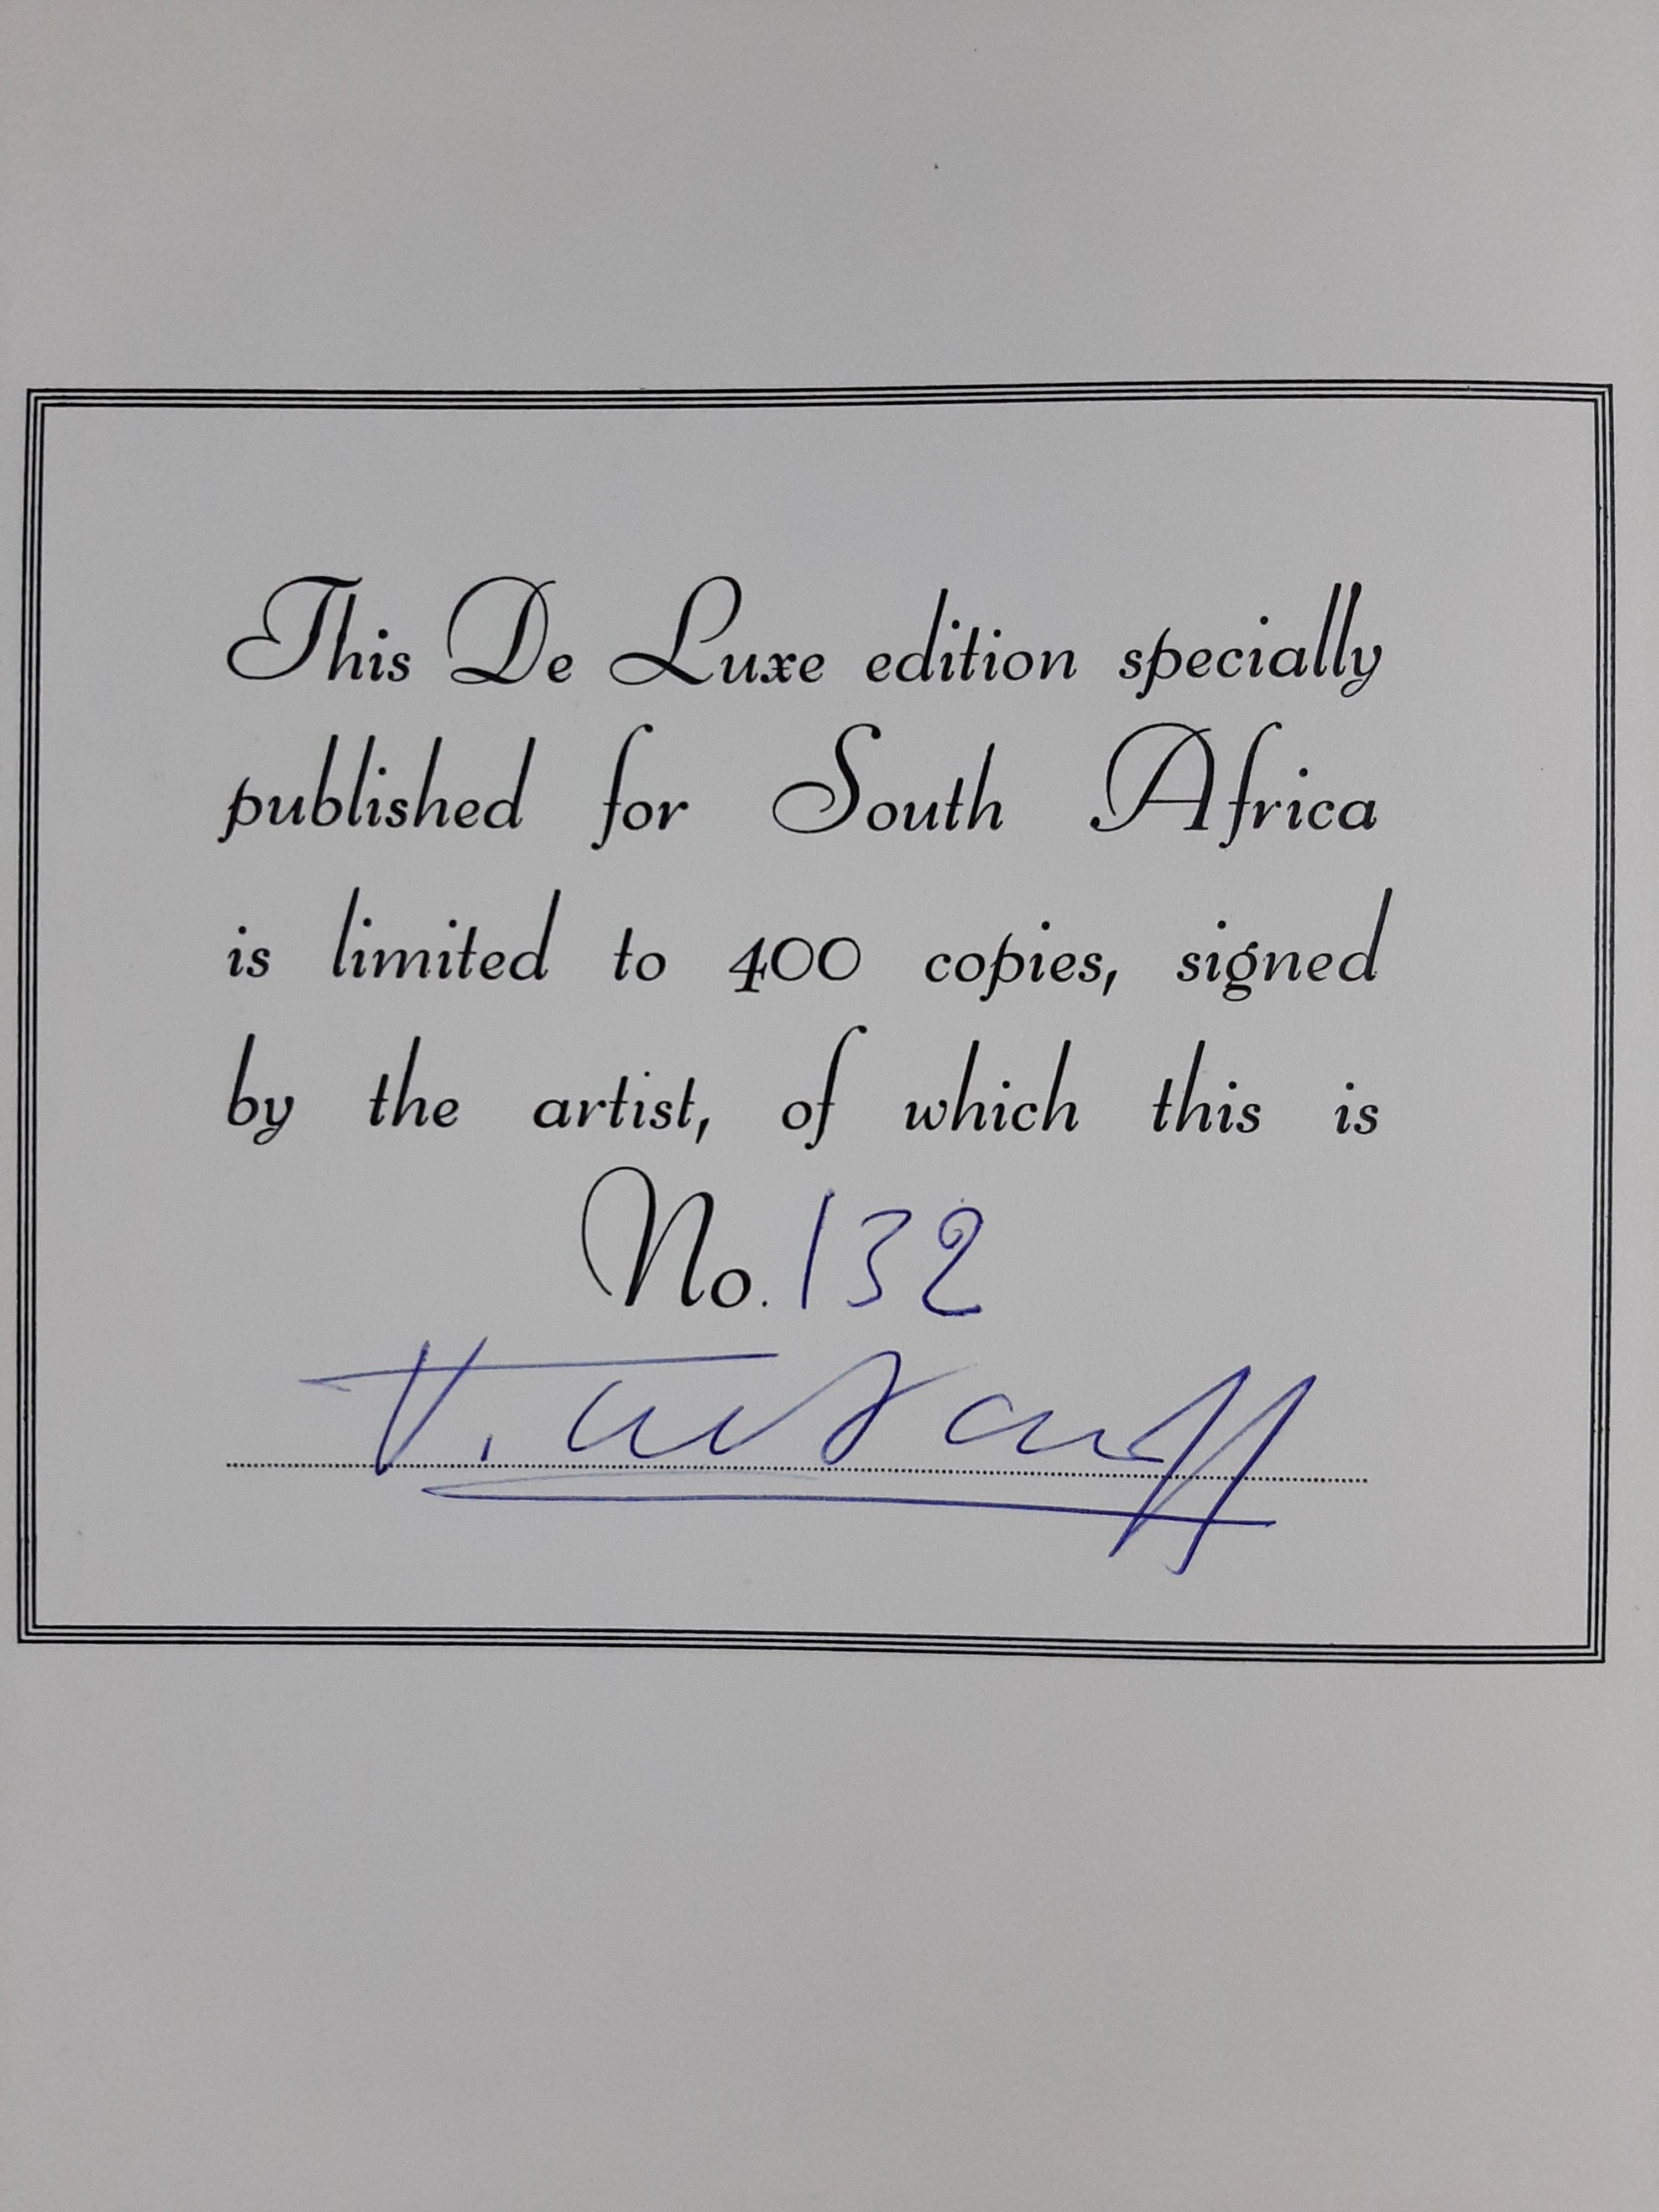 This De Luxe edition specially
published for South Africa
is limited to 400 copies, signed
by the artist, of which this is
No. 132